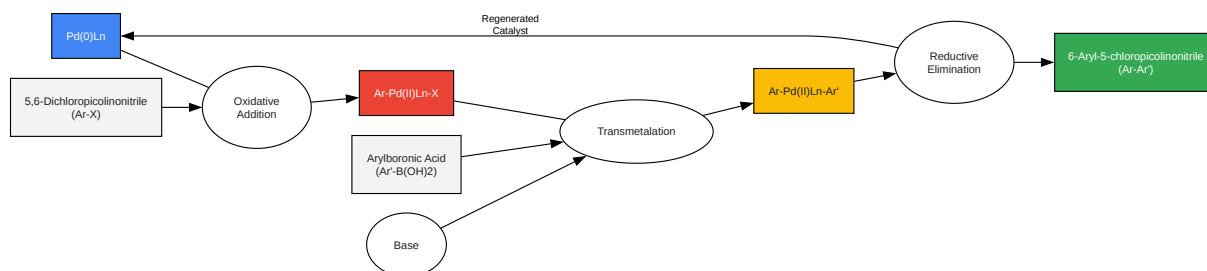 Regenerated
Catalyst
Pd(0)Ln
Reductive
Elimination
6-Aryl-5-chloropicolinonitrile
(Ar-Ar')
5,6-Dichloropicolinonitrile
(Ar-X)
Oxidative
Addition
Ar-Pd(II)Ln-X
Ar-Pd(II)Ln-Ar'
Transmetalation
Arylboronic Acid
(Ar'-B(OH)2)
Base